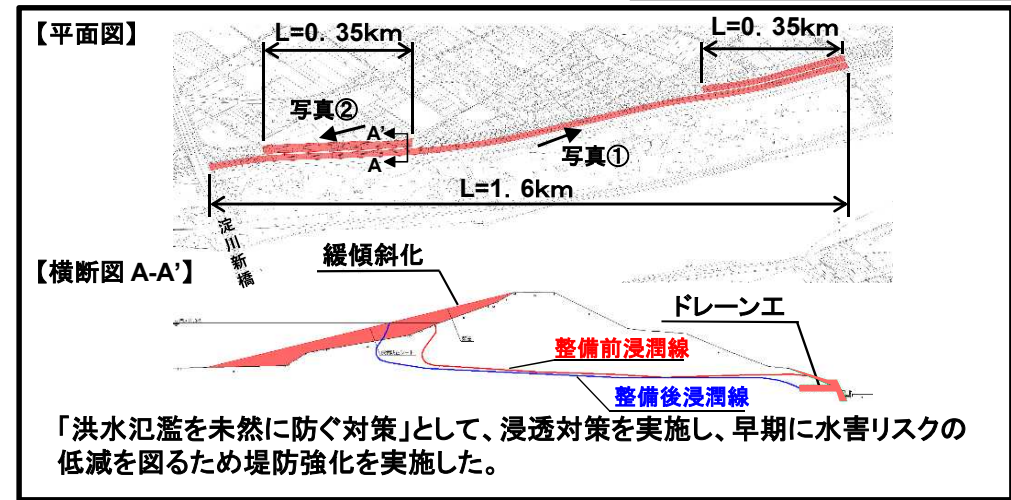 【平面図】
L=0．35km
L=0．35km
写真②
A'
A
写真①
L=1．6km
淀川新橋
【横断図 A-A'】
緩傾斜化
ドレーン工
整備前浸潤線
整備後浸潤線
「洪水氾濫を未然に防ぐ対策」として、浸透対策を実施し、早期に水害リスクの
低減を図るため堤防強化を実施した。